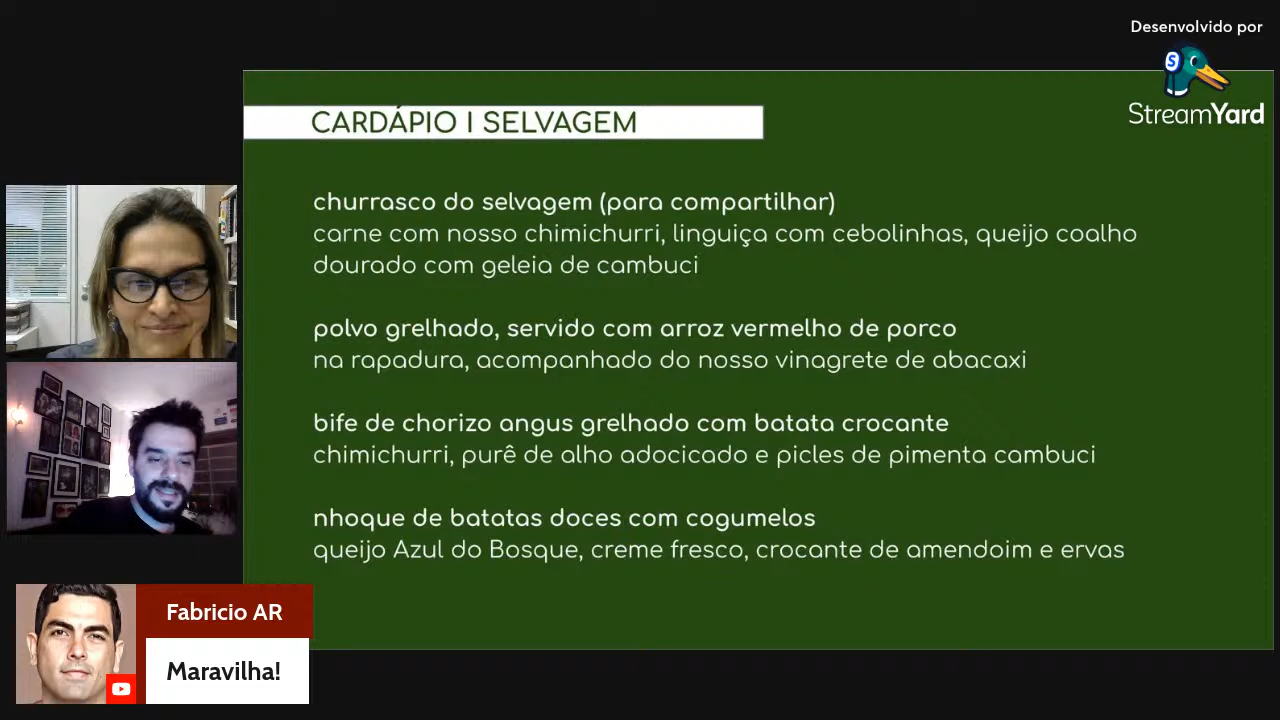 Desenvolvido por
StreamYard
CARDÁPIO I SELVAGEM
churrasco do selvagem (para compartilhar)
carne com nosso chimichurri, linguiça com cebolinhas, queijo coalho
dourado com geleia de cambuci
polvo grelhado, servido com arroz vermelho de porco
na rapadura, acompanhado do nosso vinagrete de abacaxi
bife de chorizo angus grelhado com batata crocante
chimichurri, purê de alho adocicado e picles de pimenta cambuci
nhoque de batatas doces com cogumelos
queijo Azul do Bosque, creme fresco, crocante de amendoim e ervas
Fabricio AR
Maravilha!